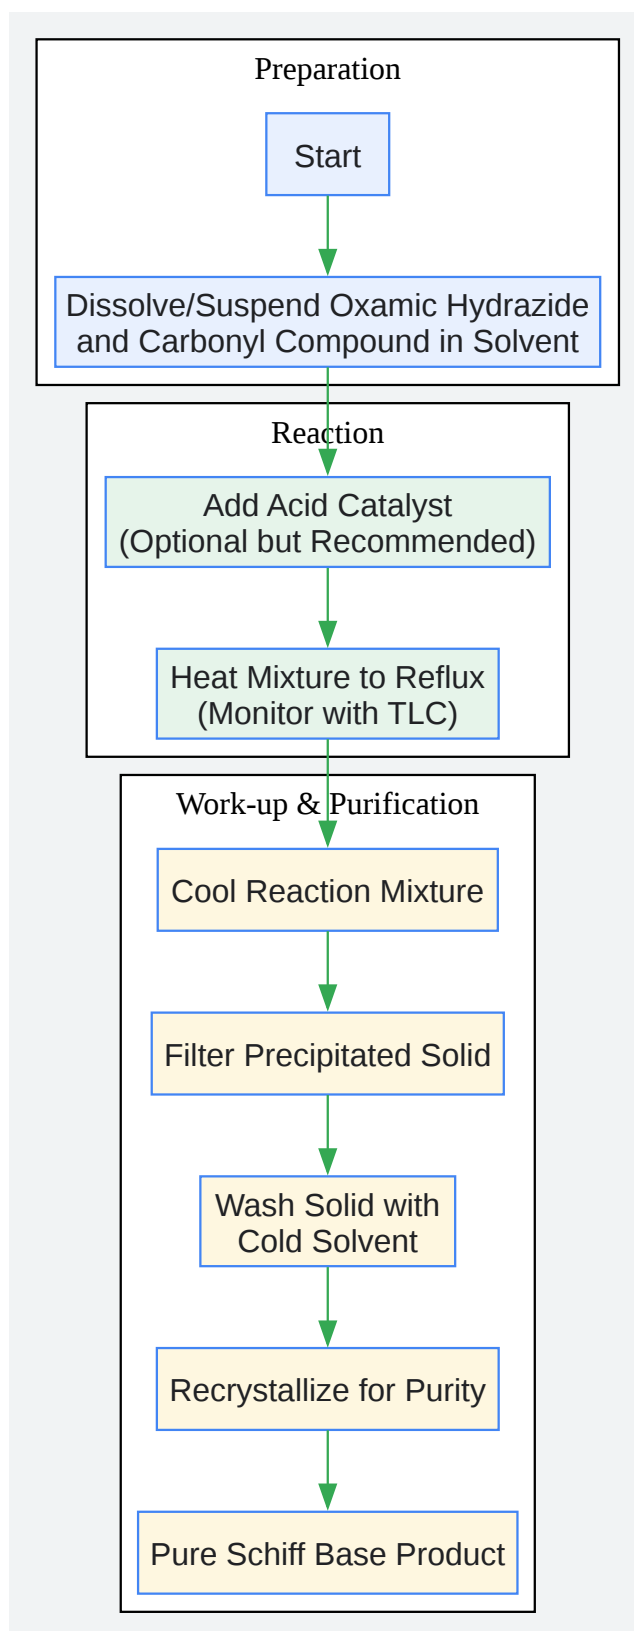 Preparation
Start
Dissolve/Suspend Oxamic Hydrazide
and Carbonyl Compound in Solvent
Reaction
Add Acid Catalyst
(Optional but Recommended)
Heat Mixture to Reflux
(Monitor with TLC)
Work-up & Purification
Cool Reaction Mixture
Filter Precipitated Solid
Wash Solid with
Cold Solvent
Recrystallize for Purity
Pure Schiff Base Product